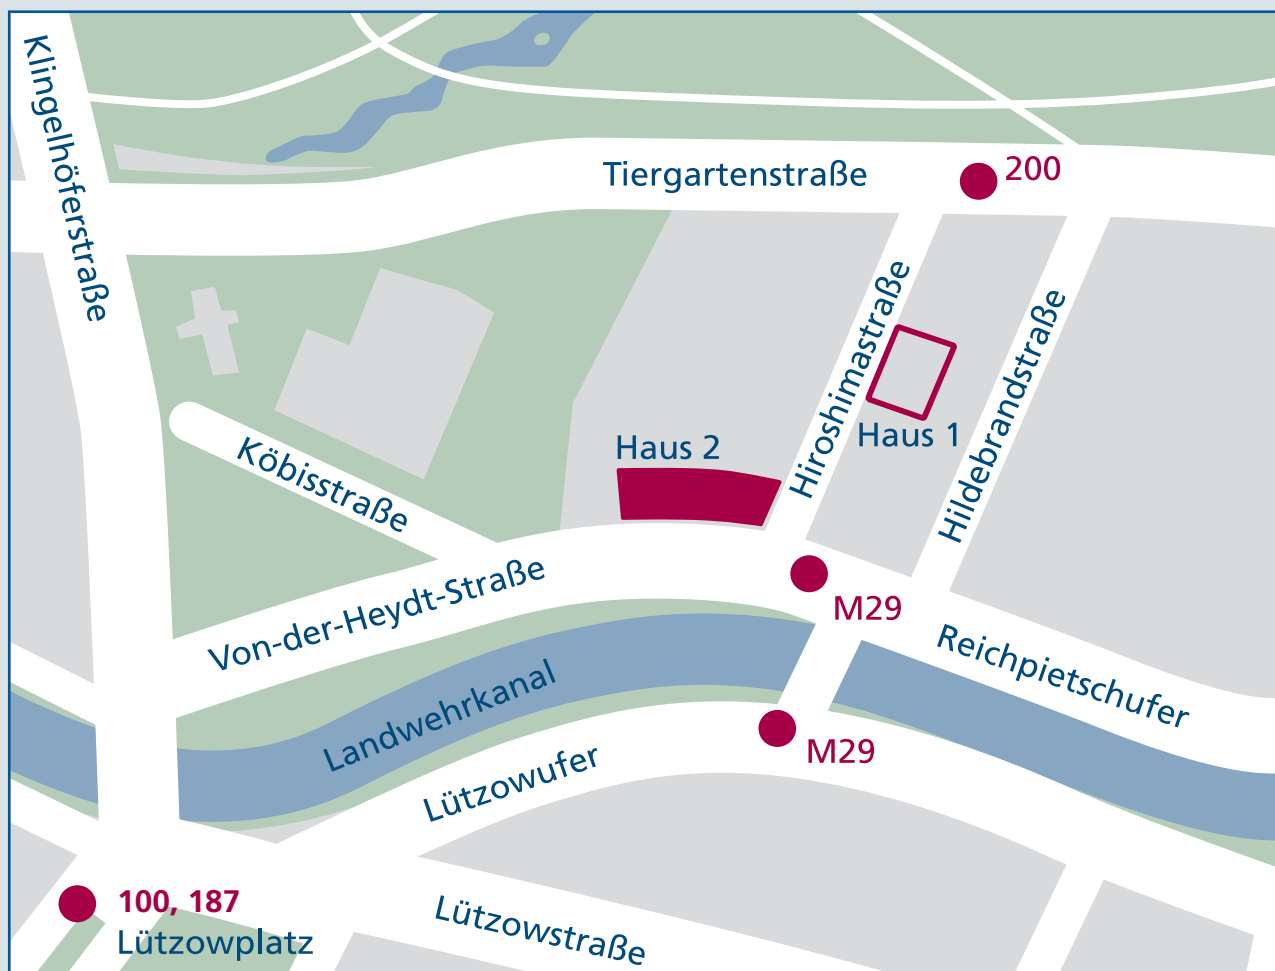 Klingelhöferstraße
Tiergartenstraße
200
Hiroshimastraße
Hildebrandstraße
Haus 1
Haus 2
Köbisstraße
Von-der-Heydt-Straße
M29
Reichpietschufer
Landwehrkanal
Lützowufer
M29
100, 187
Lützowplatz
Lützowstraße